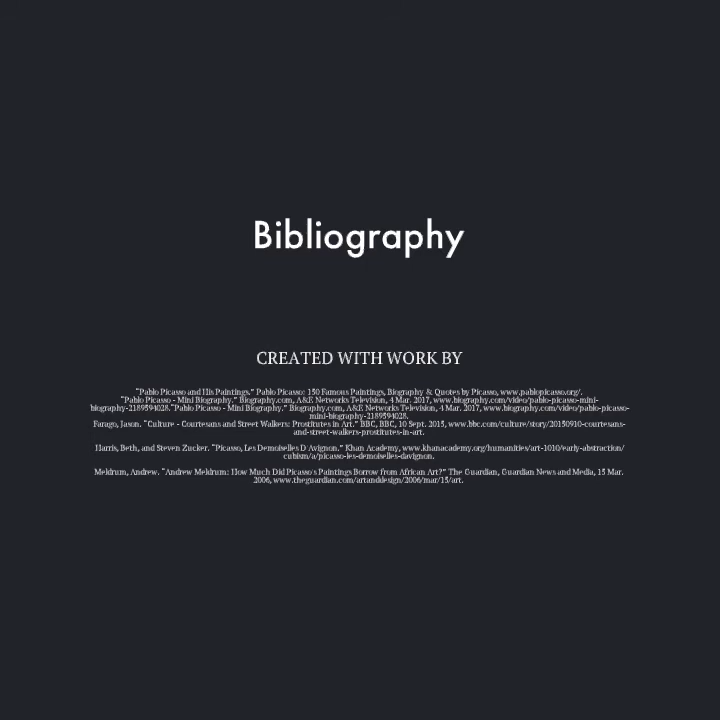 Bibliography
CREATED WITH WORK BY
"Pablo Picasso and His Paintings." Pablo Picasso: 150 Famous Paintings, Biography & Quotes by Picasso, www.pablopicasso.org/.
"Pablo Picasso - Mini Biography." Biography.com, A&E Networks Television, 4 Mar. 2017, www.biography.com/video/pablo-picasso-mini-
biography-2189594028."Pablo Picasso - Mini Biography." Biography.com, A&E Networks Television, 4 Mar. 2017, www.biography.com/video/pablo-picasso-
mini-biography-2189594028.
Farago, Jason. "Culture - Courtesans and Street Walkers: Prostitutes in Art." BBC, BBC, 10 Sept. 2015, www.bbc.com/culture/story/20150910-courtesans-
and-street-walkers-prostitutes-in-art.
Harris, Beth, and Steven Zucker. "Picasso, Les Demoiselles D'Avignon." Khan Academy, www.khanacademy.org/humanities/art-1010/early-abstraction/
cubism/a/picasso-les-demoiselles-davignon.
Meldrum, Andrew. "Andrew Meldrum: How Much Did Picasso's Paintings Borrow from African Art?" The Guardian, Guardian News and Media, 15 Mar.
2006, www.theguardian.com/artanddesign/2006/mar/15/art.